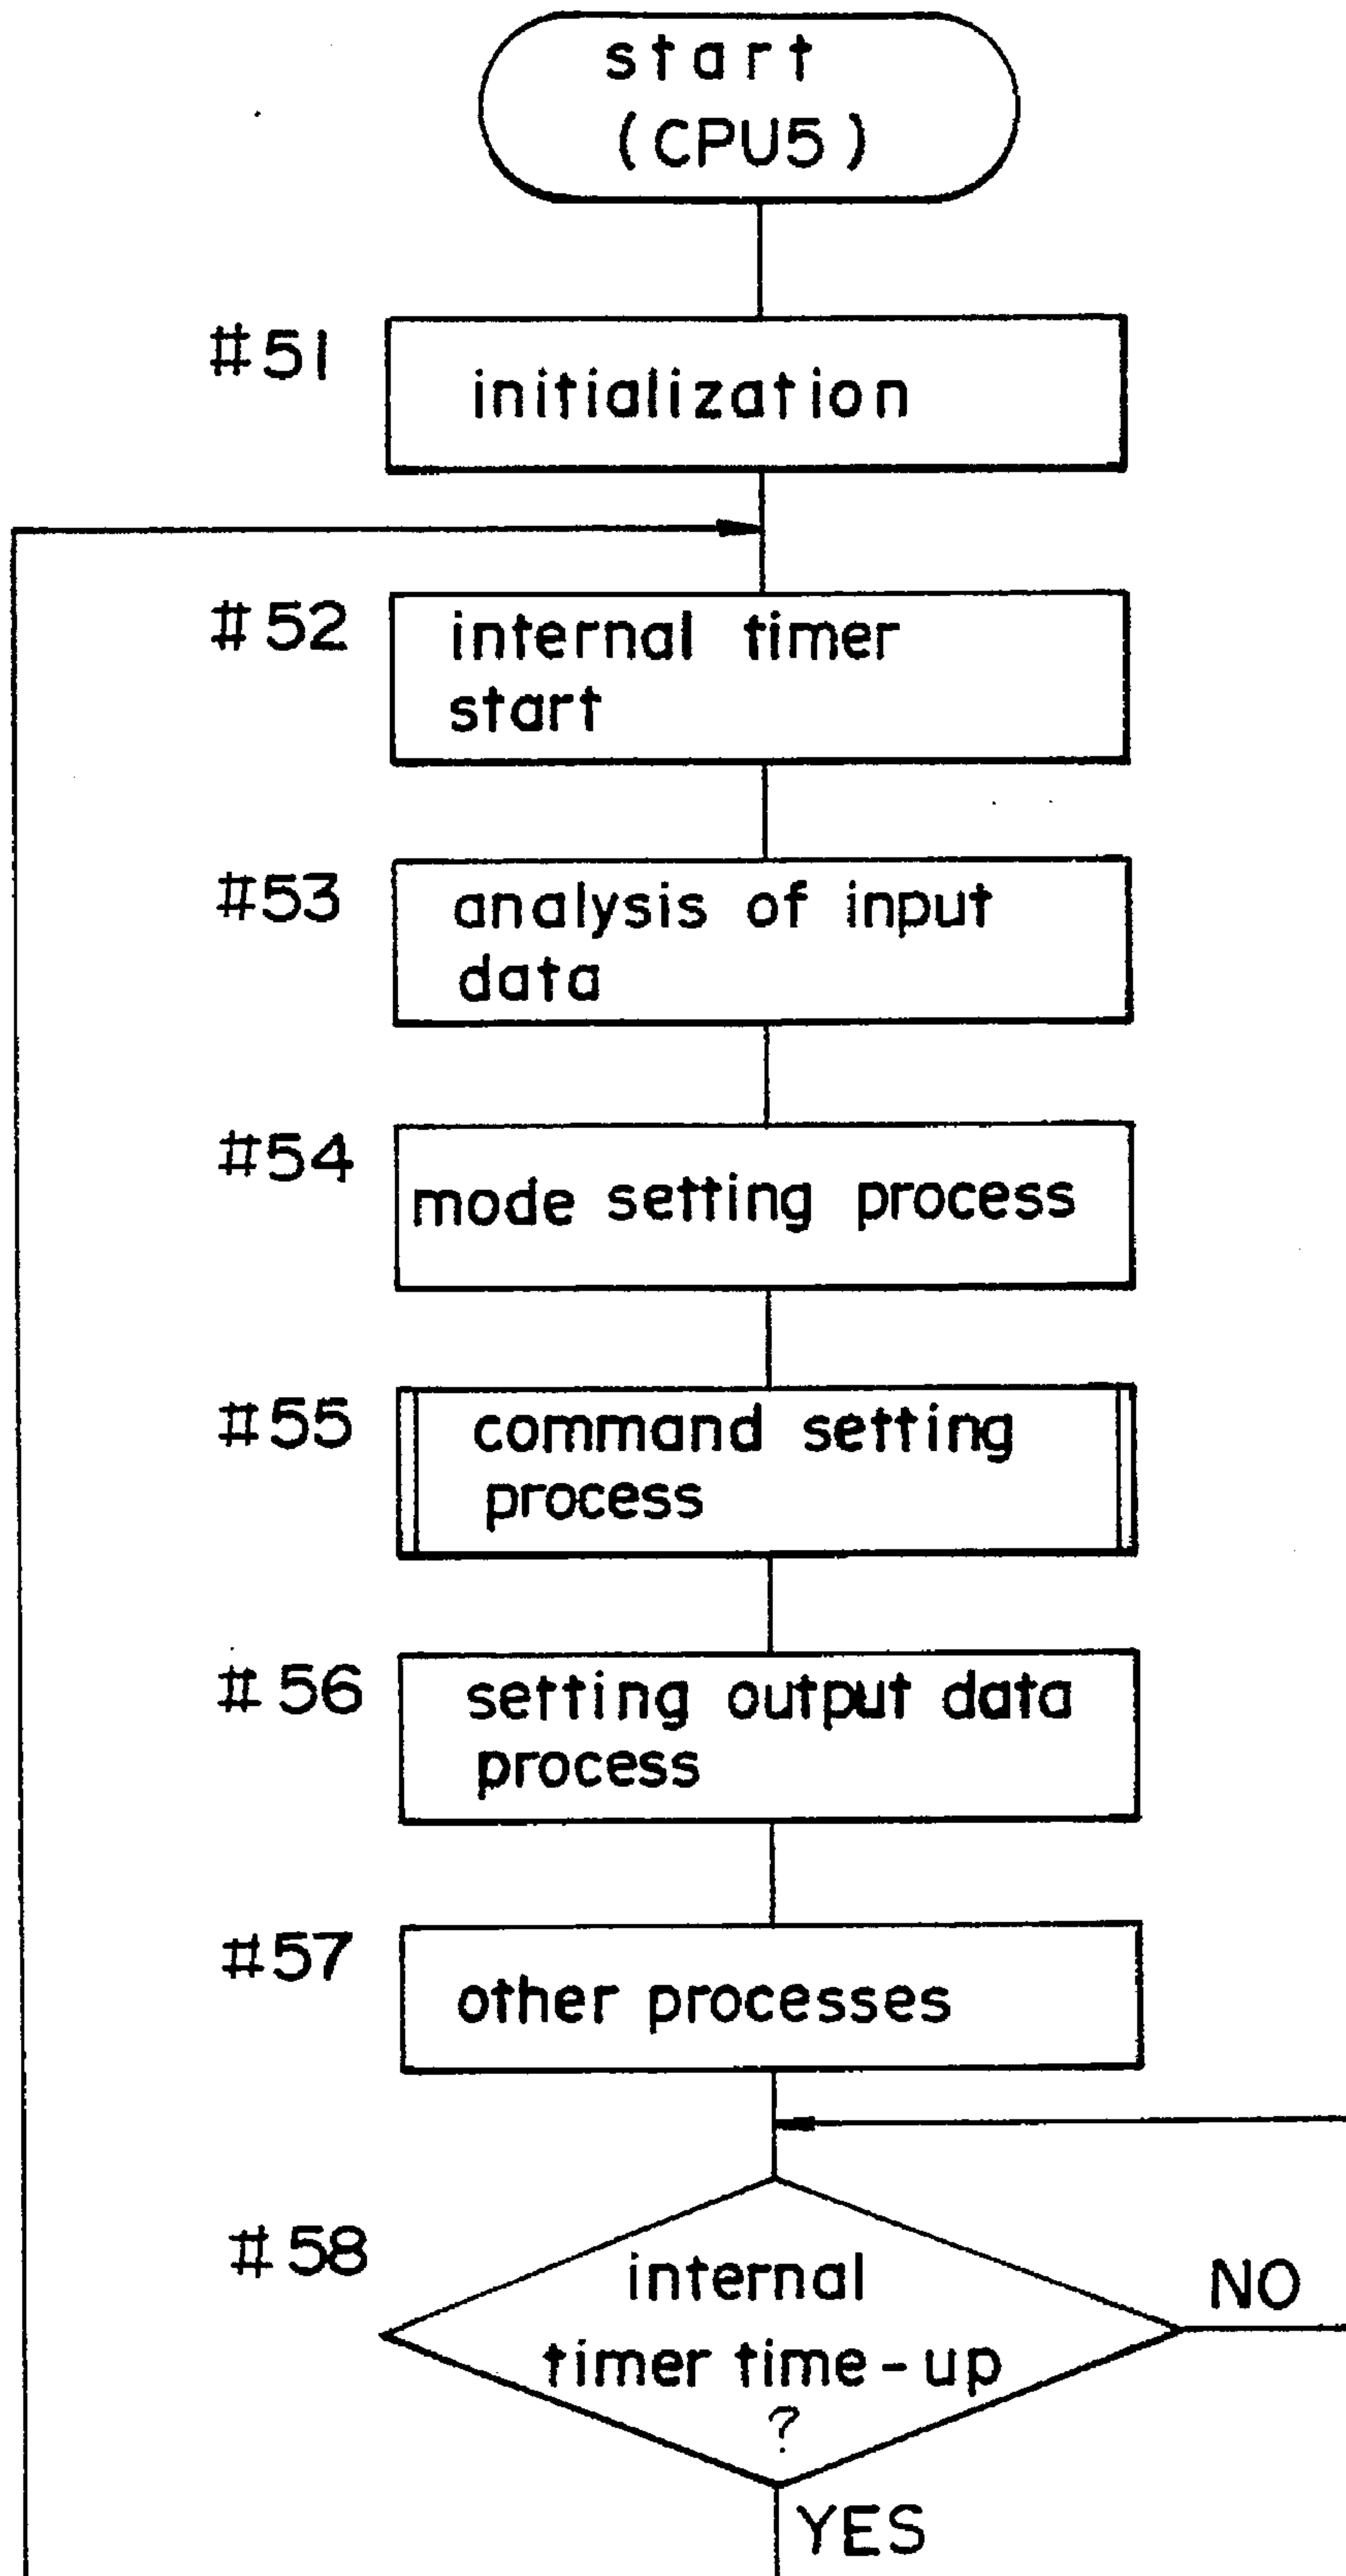 start
(CPU5)
#51
initialization
#52
internal timer
start
#53
analysis of input
data
#54
mode setting process
#55
command setting
process
#56
setting output data
process
#57
other processes
#58
internal
timer time-up
?
NO
YES